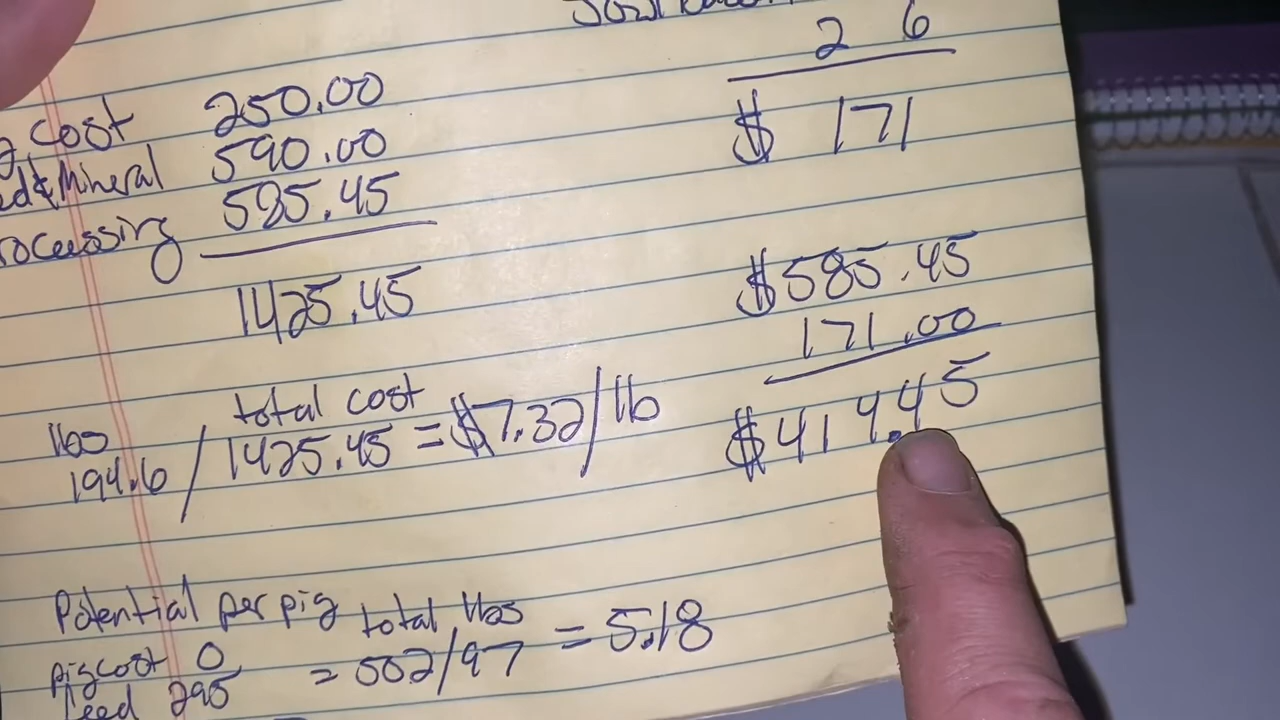 2 6
cost 250.00
$ 171
Mineral 590.00
585.45
1425.45
$585.45
171.00
$414.45
total cost
lbs
194.6 / 1425.45 = $7.32/lb
Potential per pig
total lbs
pig cost 0
= 502/97 = 5.18
feed 295